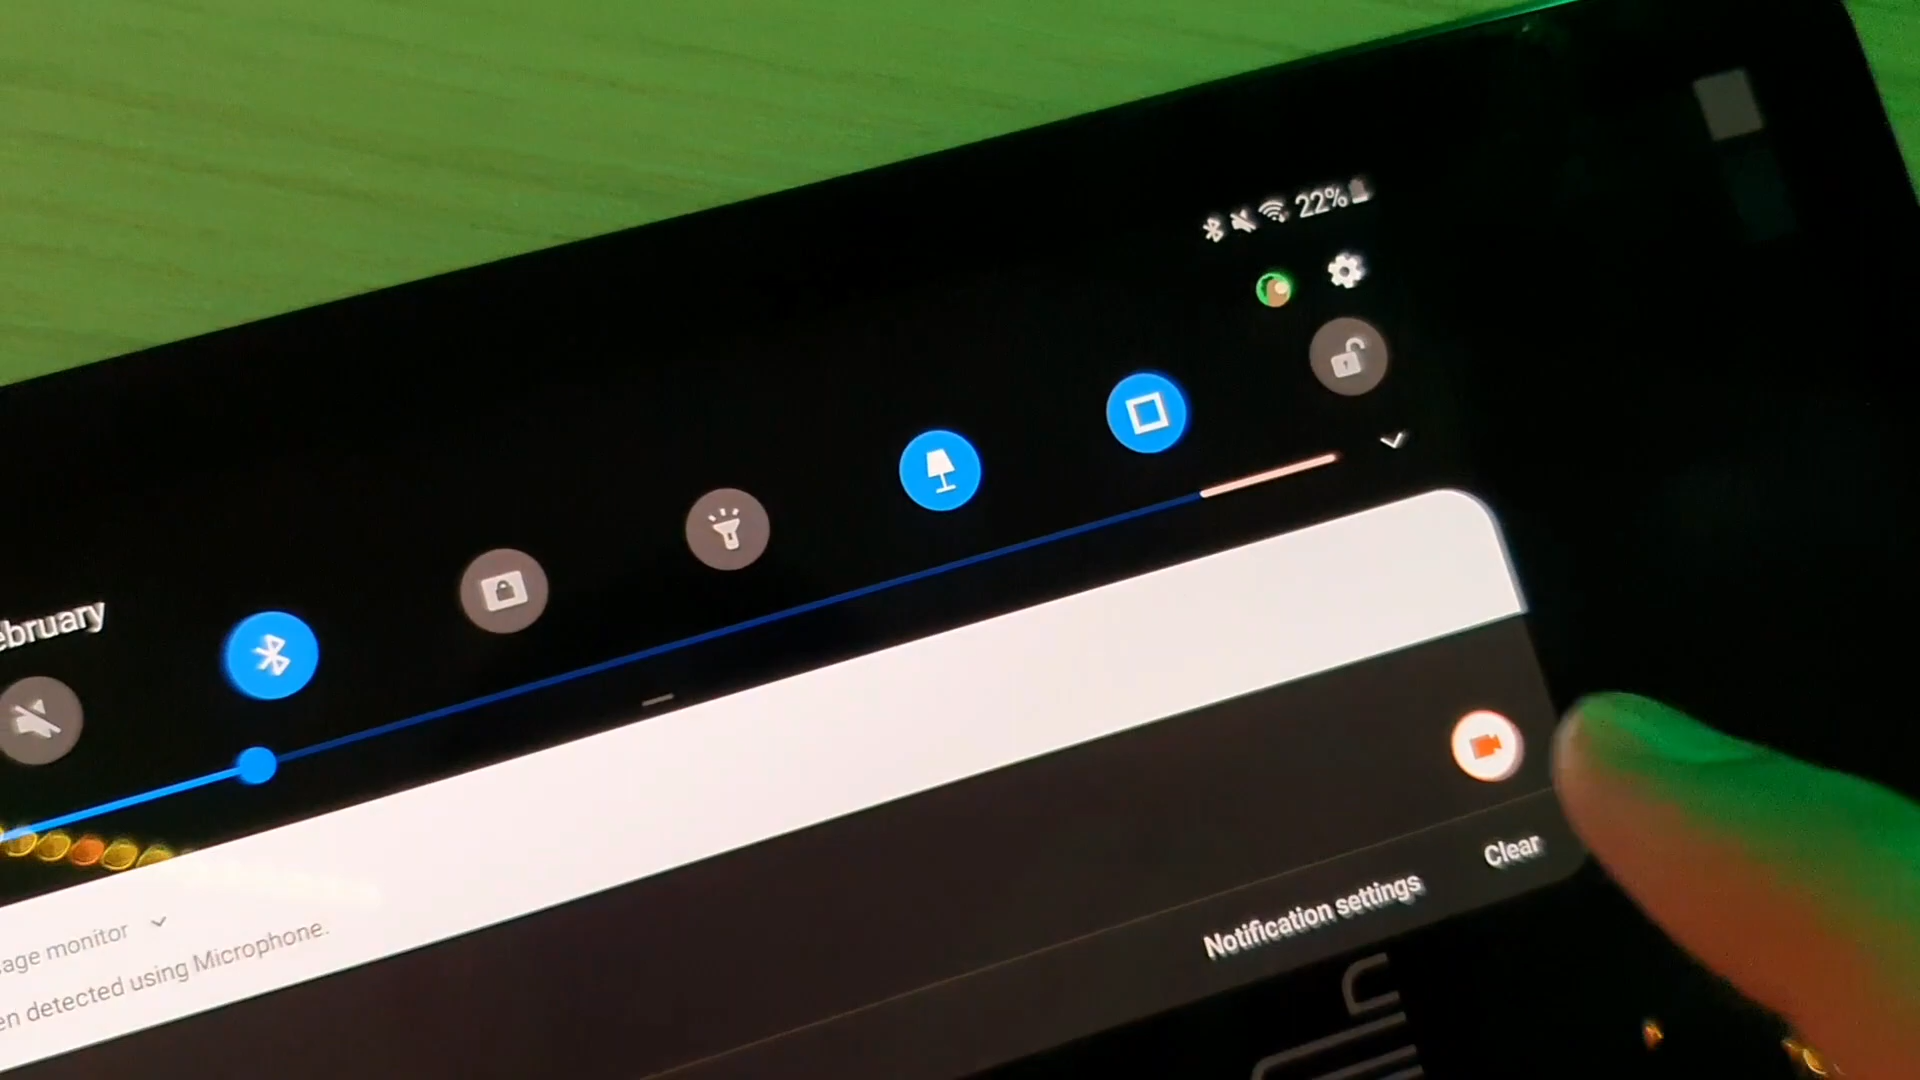 22%
ebruary
age monitor
en detected using Microphone.
Clear
Notification settings